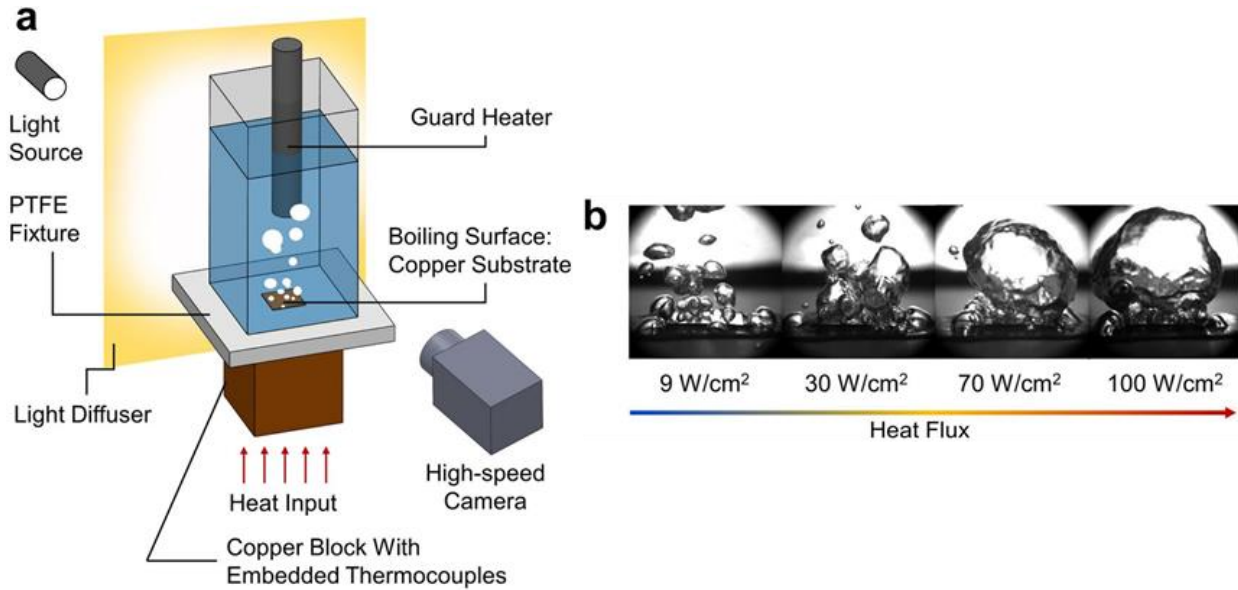 a
Light
Source
Guard Heater
PTFE
Fixture
Boiling Surface:
Copper Substrate
Light Diffuser
Heat Input
High-speed
Camera
Copper Block With
Embedded Thermocouples
b
9 W/cm²
30 W/cm²
70 W/cm²
100 W/cm²
Heat Flux